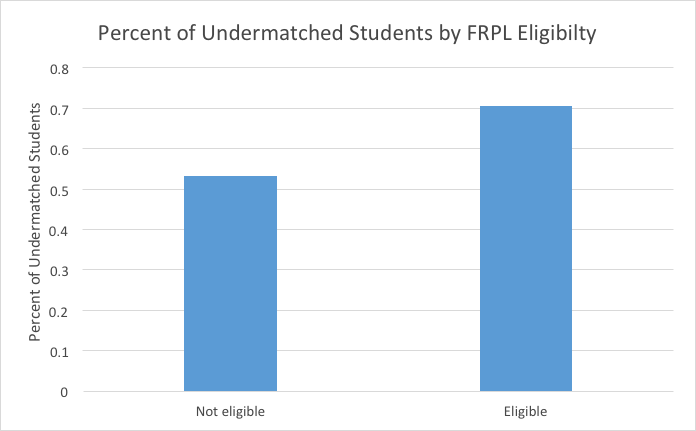 Percent of Undermatched Students by FRPL Eligibilty
Percent of Undermatched Students
0.8
0.7
0.6
0.5
0.4
0.3
0.2
0.1
0
Not eligible
Eligible